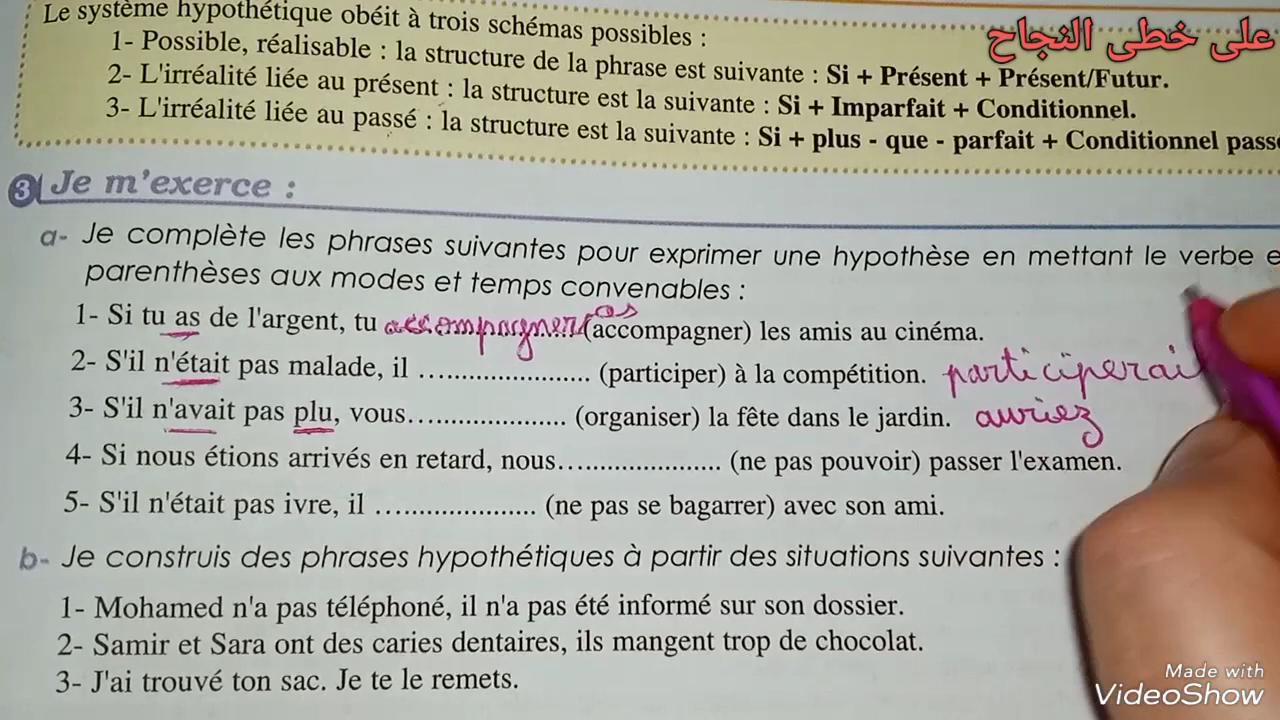 Le système hypothétique obéit à trois schémas possibles :
على خطى النجاح
1- Possible, réalisable : la structure de la phrase est suivante : Si + Présent + Présent/Futur.
2- L'irréalité liée au présent : la structure est la suivante : Si + Imparfait + Conditionnel.
3- L'irréalité liée au passé : la structure est la suivante : Si + plus - que - parfait + Conditionnel pass
3 Je m'exerce :
a- Je complète les phrases suivantes pour exprimer une hypothèse en mettant le verbe e
parenthèses aux modes et temps convenables :
1- Si tu as de l'argent, tu accompagneras (accompagner) les amis au cinéma.
2- S'il n'était pas malade, il ........................ (participer) à la compétition. participerai
3- S'il n'avait pas plu, vous........................ (organiser) la fête dans le jardin. auriez
4- Si nous étions arrivés en retard, nous........................ (ne pas pouvoir) passer l'examen.
5- S'il n'était pas ivre, il ........................ (ne pas se bagarrer) avec son ami.
b- Je construis des phrases hypothétiques à partir des situations suivantes :
1- Mohamed n'a pas téléphoné, il n'a pas été informé sur son dossier.
2- Samir et Sara ont des caries dentaires, ils mangent trop de chocolat.
3- J'ai trouvé ton sac. Je te le remets.
Made with
VideoShow